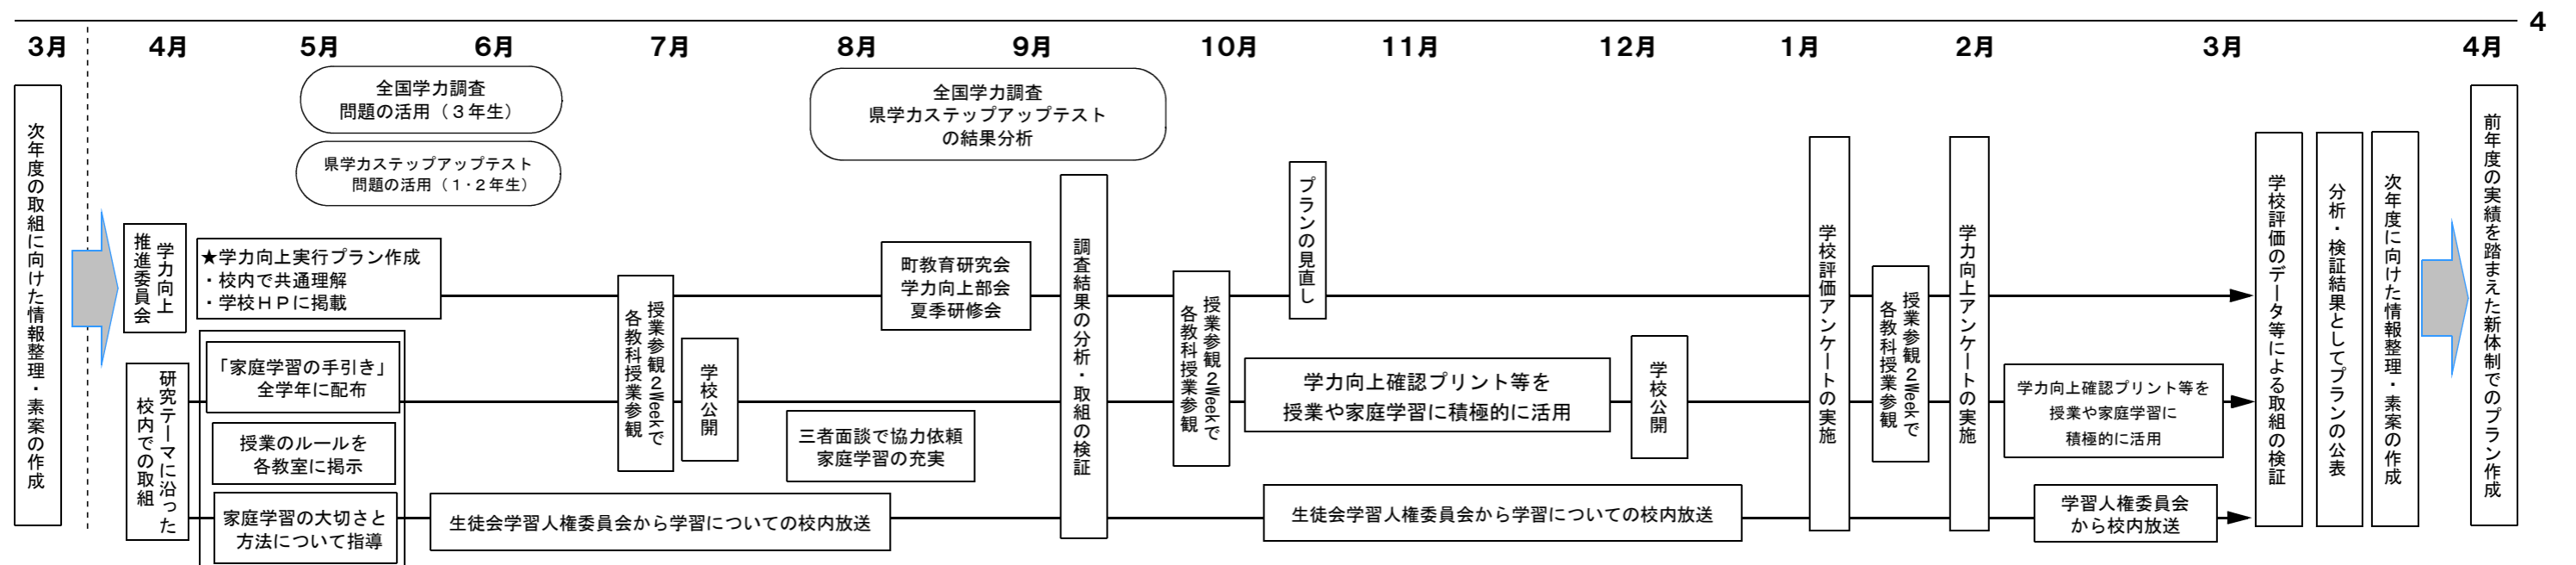 4
3月 4月 5月 6月 7月 8月 9月 10月 11月 12月 1月 2月 3月 4月
次年度の取組に向けた情報整理・素案の作成
全国学力調査
問題の活用（３年生）
県学力ステップアップテスト
問題の活用（１・２年生）
全国学力調査
県学力ステップアップテスト
の結果分析
学力向上
推進委員会
★学力向上実行プラン作成
・校内で共通理解
・学校ＨＰに掲載
研究テーマに沿った
校内での取組
「家庭学習の手引き」
全学年に配布
授業のルールを
各教室に掲示
家庭学習の大切さと
方法について指導
授業参観２Weekで
各教科授業参観
学校公開
生徒会学習人権委員会から学習についての校内放送
町教育研究会
学力向上部会
夏季研修会
三者面談で協力依頼
家庭学習の充実
調査結果の分析・取組の検証
授業参観２Weekで
各教科授業参観
プランの見直し
学力向上確認プリント等を
授業や家庭学習に積極的に活用
生徒会学習人権委員会から学習についての校内放送
学校公開
学校評価アンケートの実施
授業参観２Weekで
各教科授業参観
学力向上アンケートの実施
学力向上確認プリント等を
授業や家庭学習に
積極的に活用
学習人権委員会
から校内放送
学校評価のデータ等による取組の検証
分析・検証結果としてプランの公表
次年度に向けた情報整理・素案の作成
前年度の実績を踏まえた新体制でのプラン作成